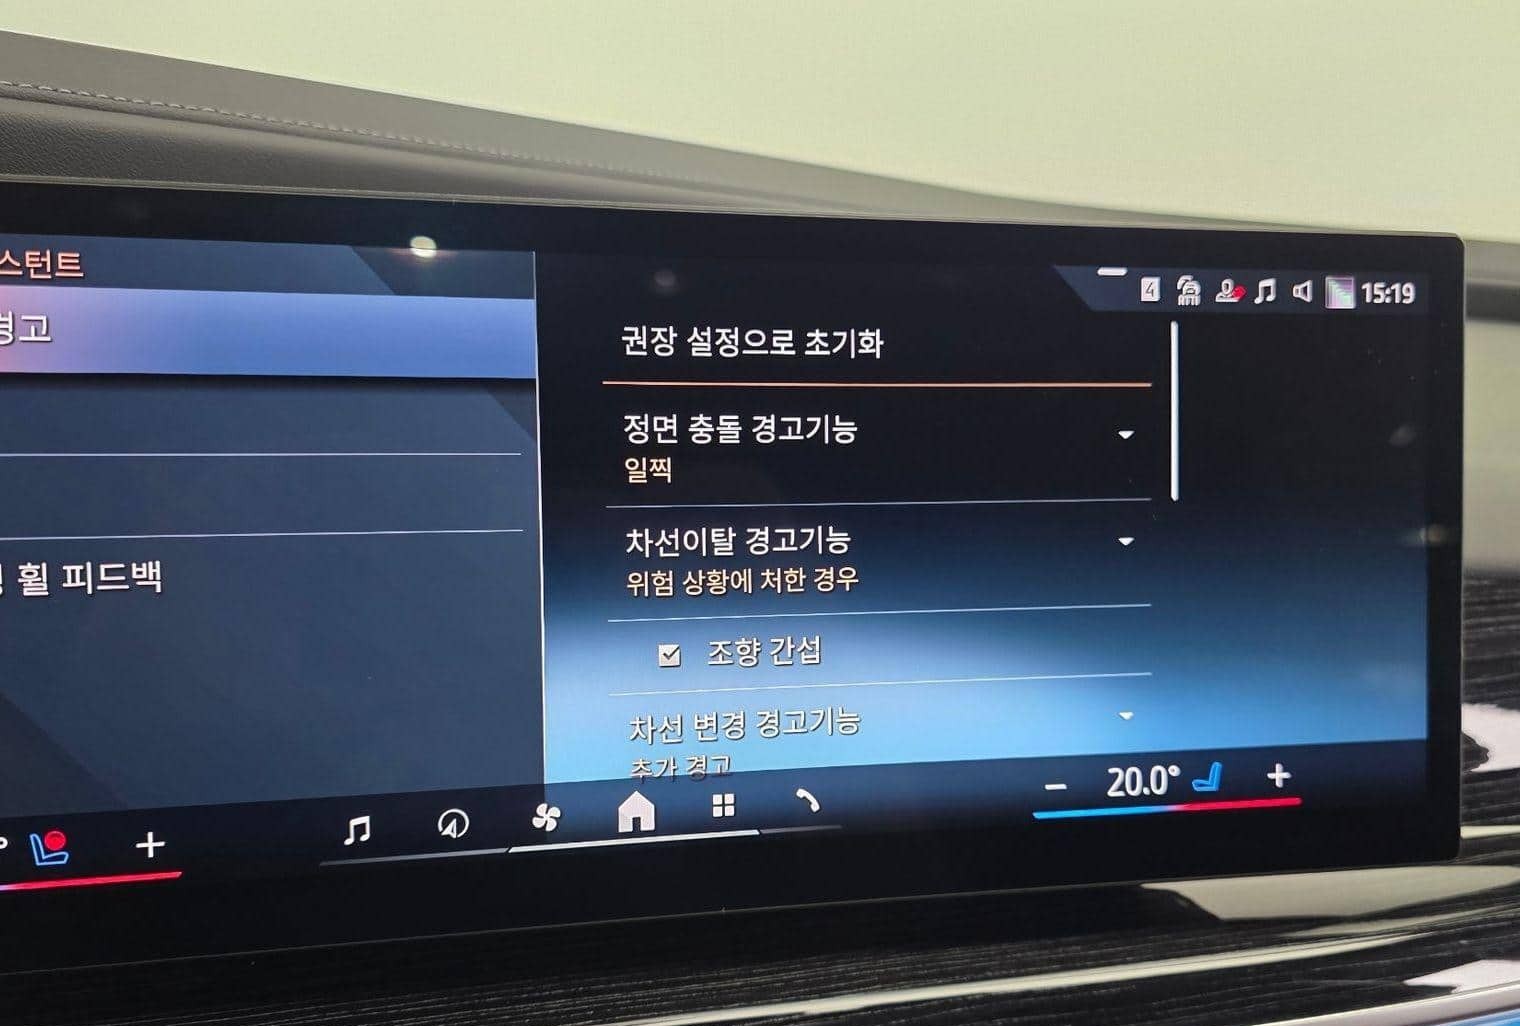 스턴트
경고
휠 피드백
4
15:19
권장 설정으로 초기화
정면 충돌 경고기능
일찍
차선이탈 경고기능
위험 상황에 처한 경우
조향 간섭
차선 변경 경고기능
추가 경고
- 20.0° +
+